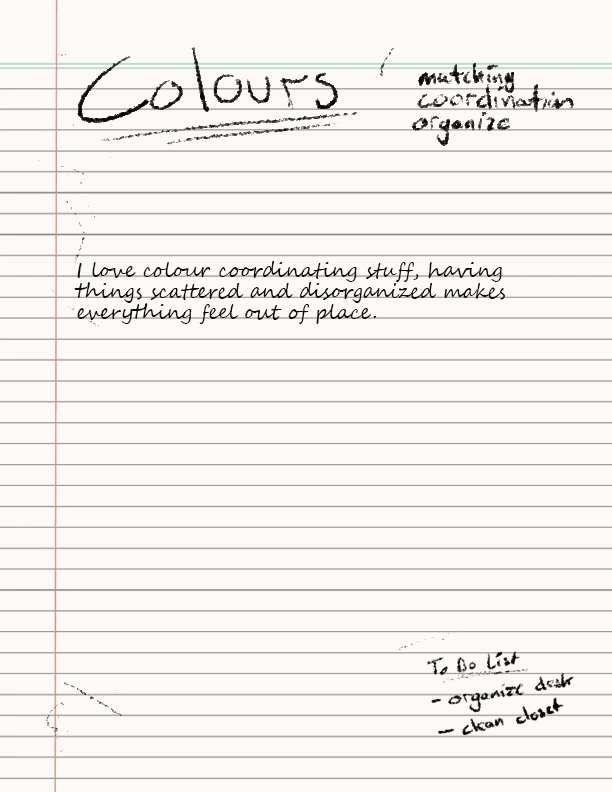 Colours
matching
coordination
organize
I love colour coordinating stuff, having
things scattered and disorganized makes
everything feel out of place.
To Do List
- organize desk
- clean closet